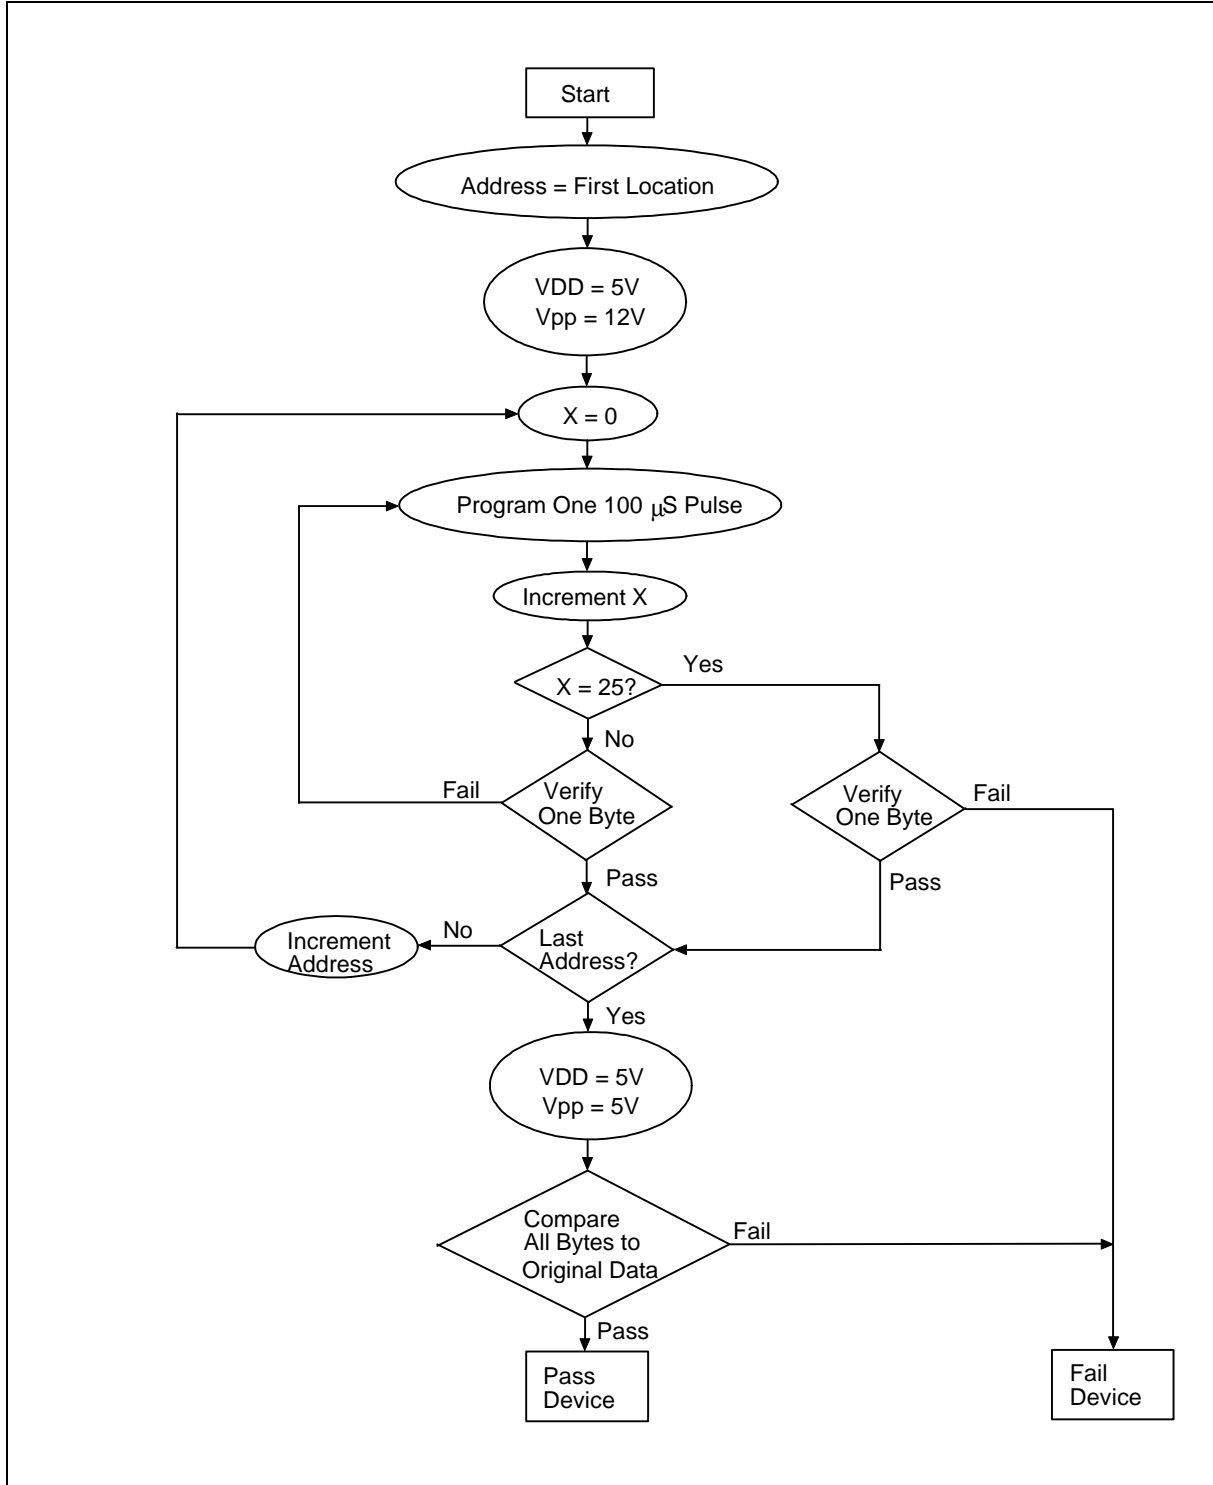 Start
Address = First Location
VDD = 5V
Vpp = 12V
X = 0
Program One 100 μS Pulse
Increment X
X = 25?
Yes
No
Verify
One Byte
Fail
Pass
Verify
One Byte
Fail
Pass
Last
Address?
No
Increment
Address
Yes
VDD = 5V
Vpp = 5V
Compare
All Bytes to
Original Data
Fail
Pass
Pass
Device
Fail
Device